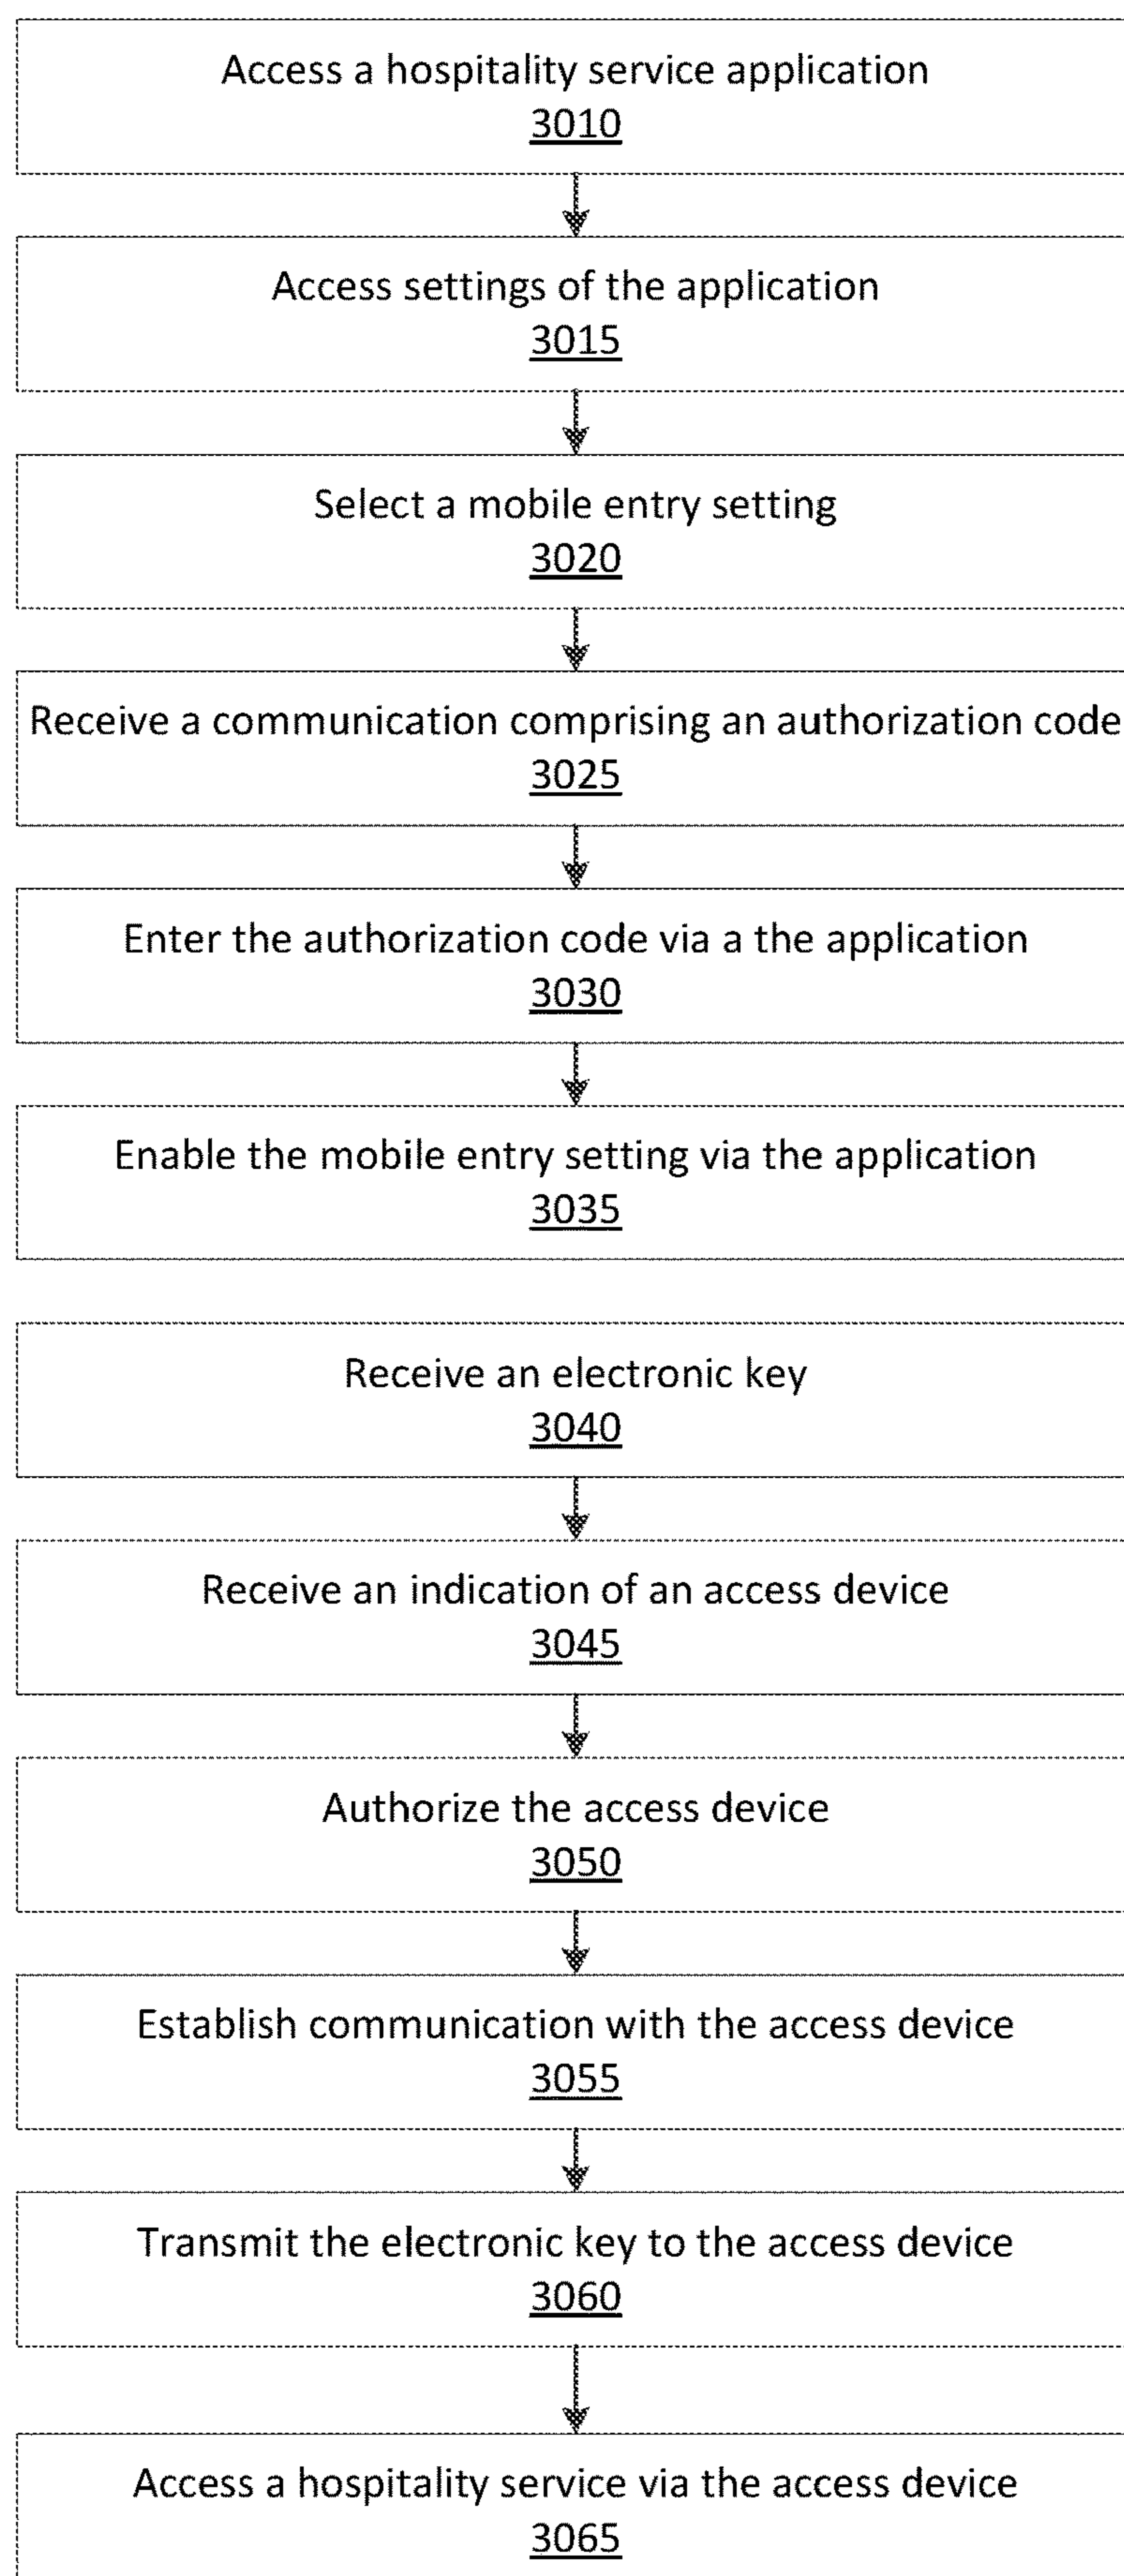 Access a hospitality service application
3010
Access settings of the application
3015
Select a mobile entry setting
3020
Receive a communication comprising an authorization code
3025
Enter the authorization code via a the application
3030
Enable the mobile entry setting via the application
3035
Receive an electronic key
3040
Receive an indication of an access device
3045
Authorize the access device
3050
Establish communication with the access device
3055
Transmit the electronic key to the access device
3060
Access a hospitality service via the access device
3065